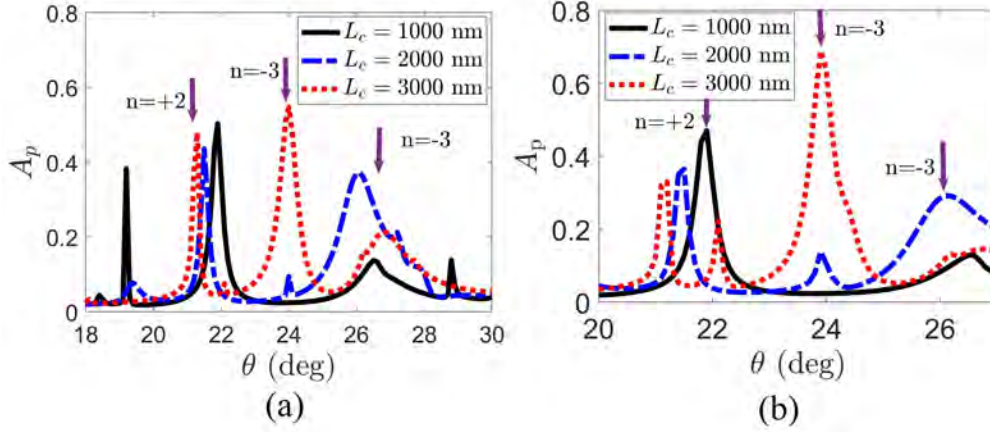 0.8
0.6
0.4
0.2
0
A_p
L_c = 1000 nm
L_c = 2000 nm
L_c = 3000 nm
n=+2
n=-3
n=-3
18 20 22 24 26 28 30
θ (deg)
(a)
0.8
0.6
0.4
0.2
0
A_p
L_c = 1000 nm
L_c = 2000 nm
L_c = 3000 nm
n=-3
n=+2
n=-3
20 22 24 26
θ (deg)
(b)